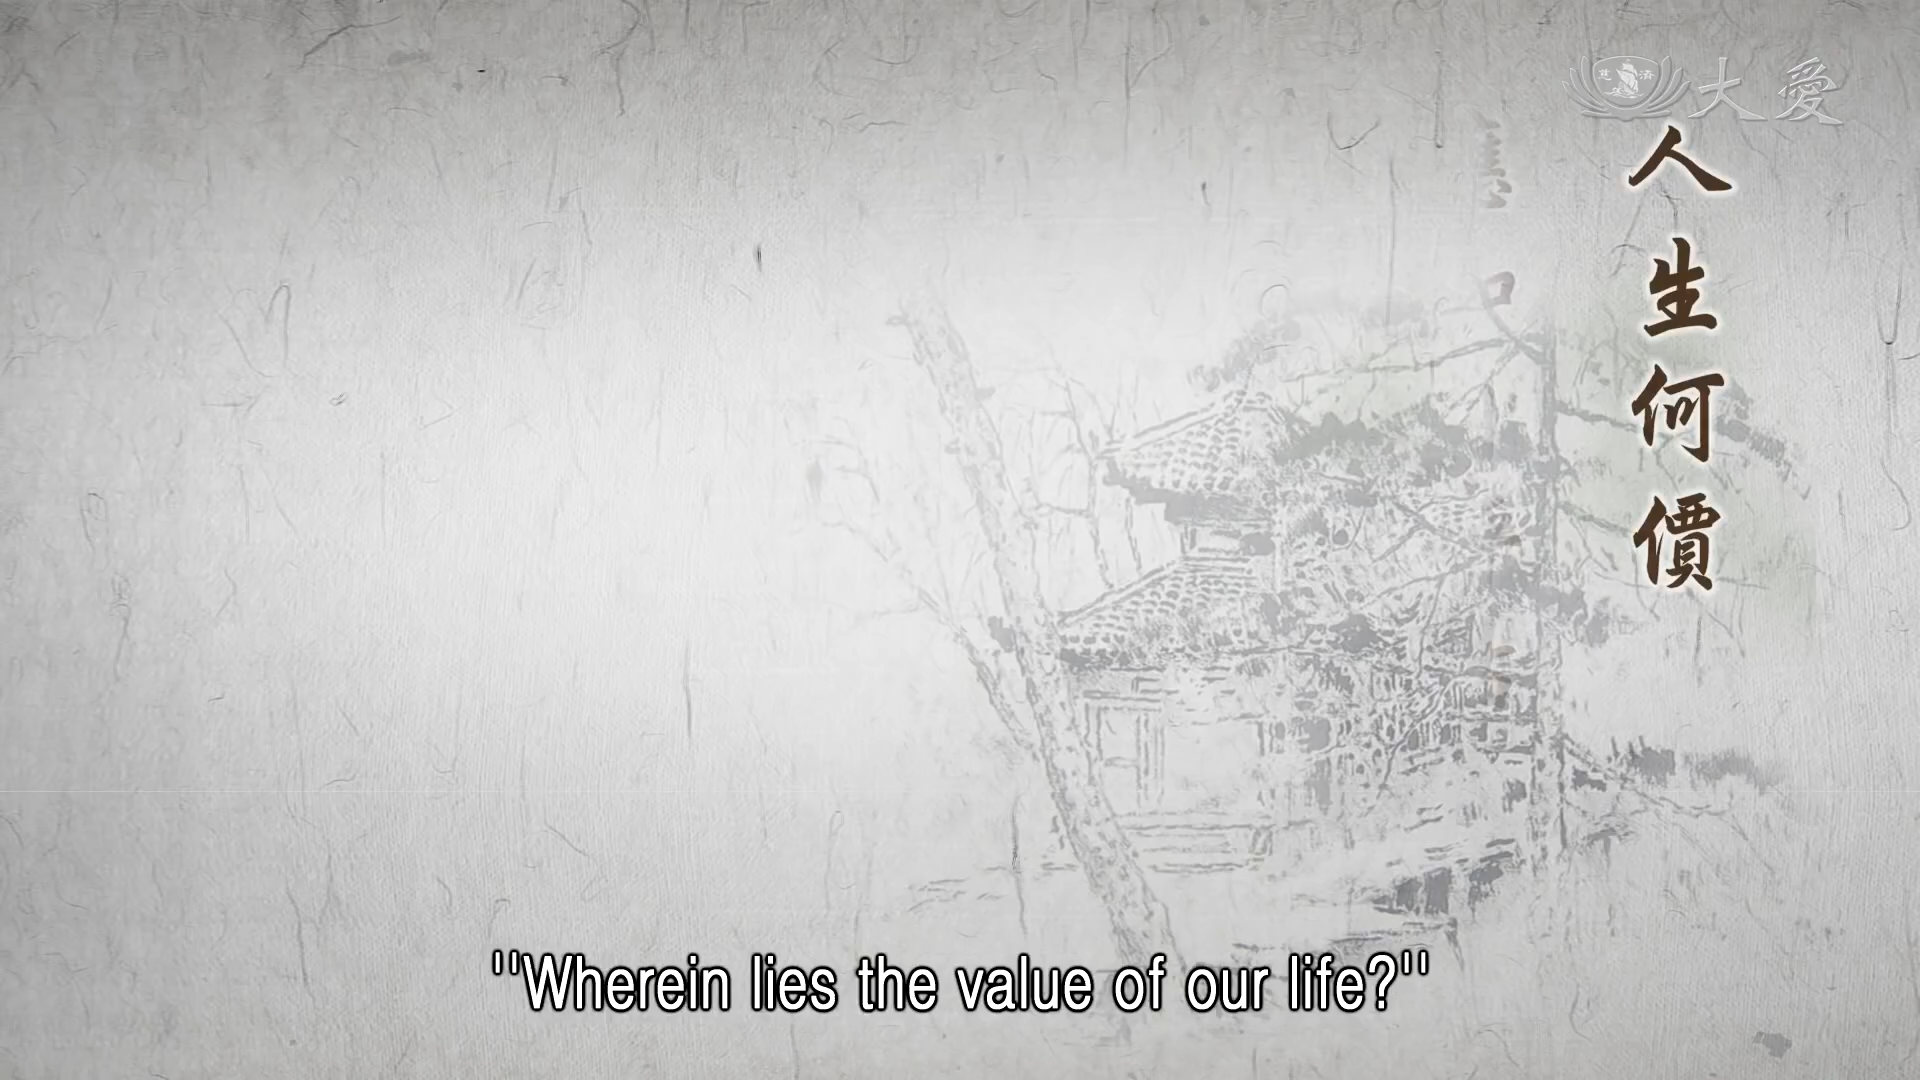 大愛
人生何價
"Wherein lies the value of our life?"